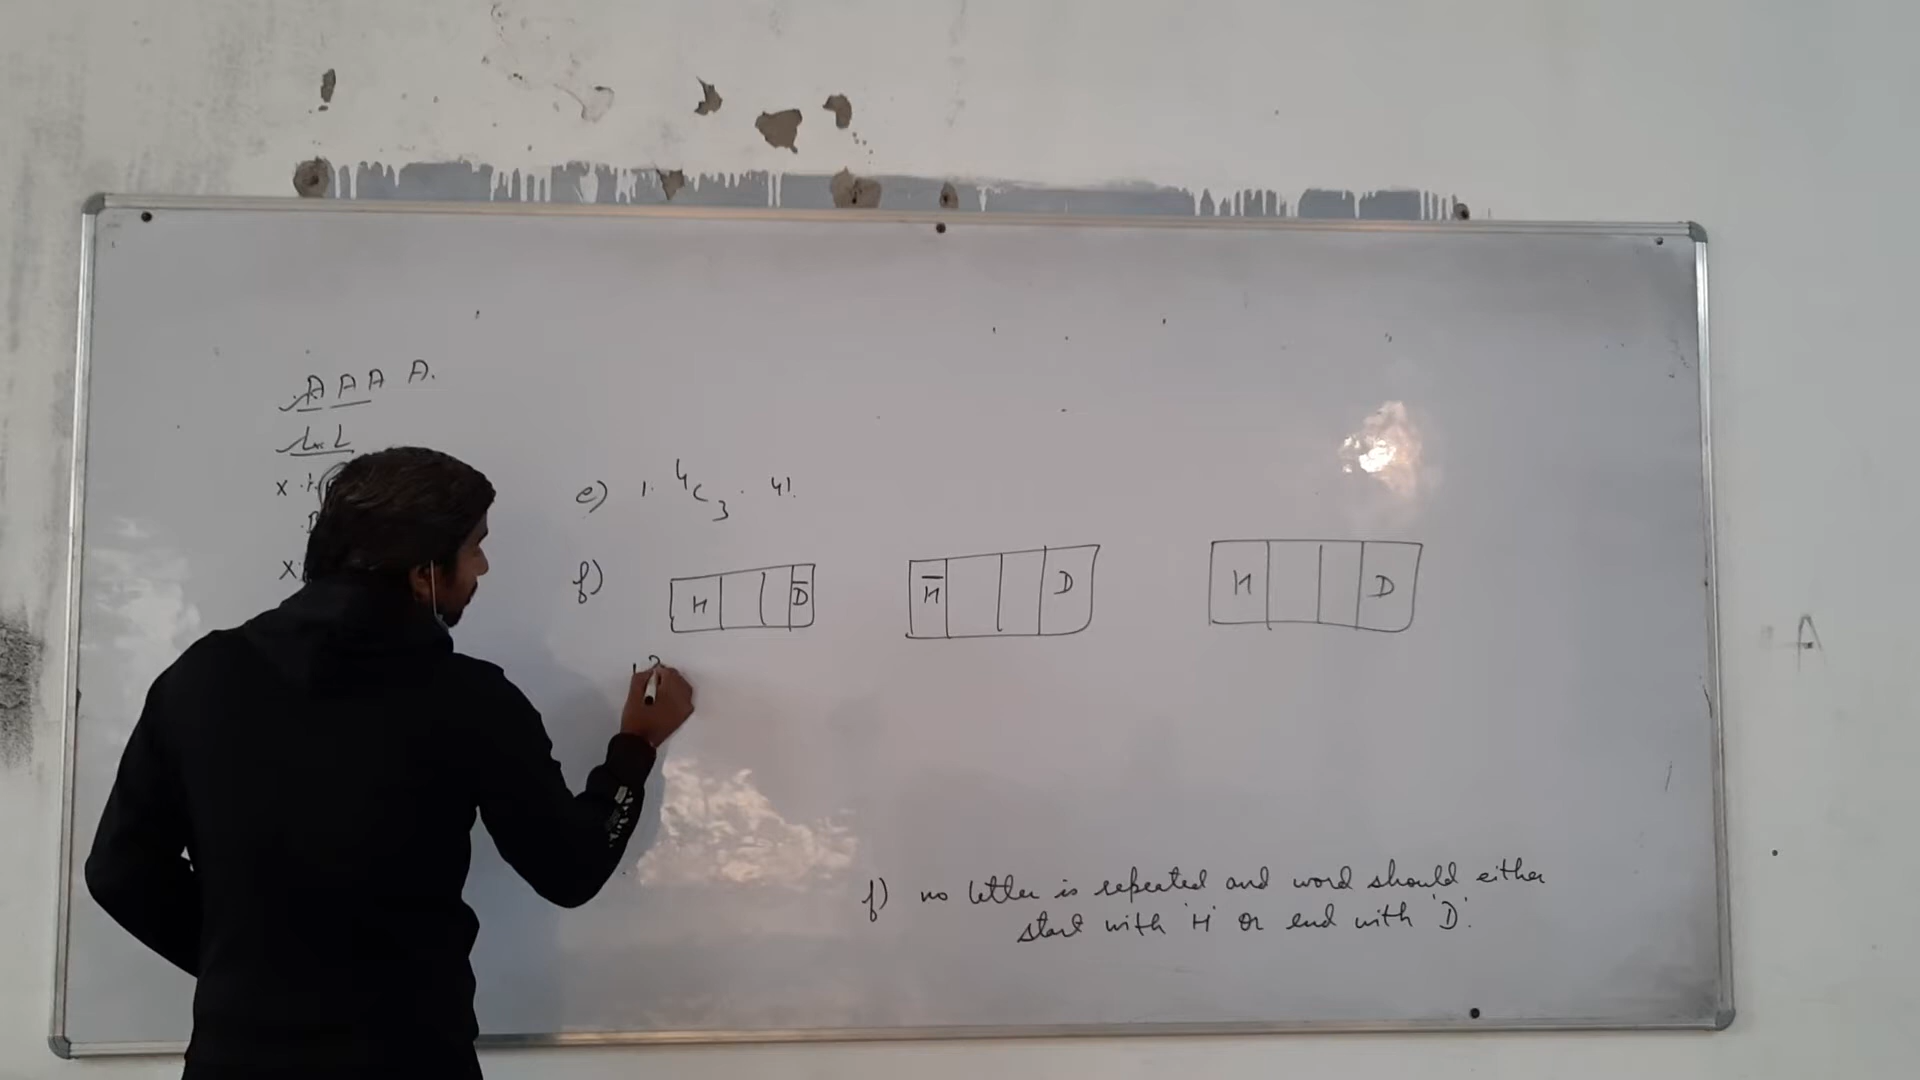 A A A A.
L L
X
X
e) 1. ⁴C₃ . 4!
f) H D̅
H̅ D
H D
f) no letter is repeated and word should either
start with 'H' or end with 'D'.
A